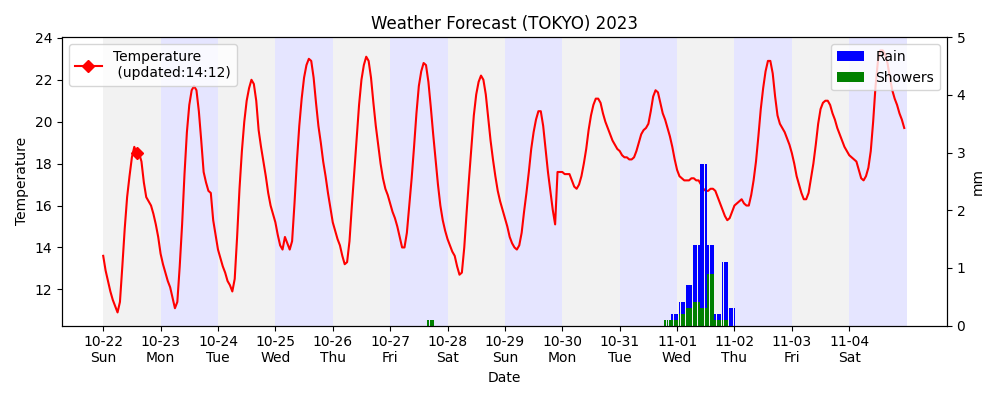 Weather Forecast (TOKYO) 2023
Temperature
(updated:14:12)
Rain
Showers
Temperature
24
22
20
18
16
14
12
5
4
3
2
1
0
mm
10-22 10-23 10-24 10-25 10-26 10-27 10-28 10-29 10-30 10-31 11-01 11-02 11-03 11-04
Sun Mon Tue Wed Thu Fri Sat Sun Mon Tue Wed Thu Fri Sat
Date